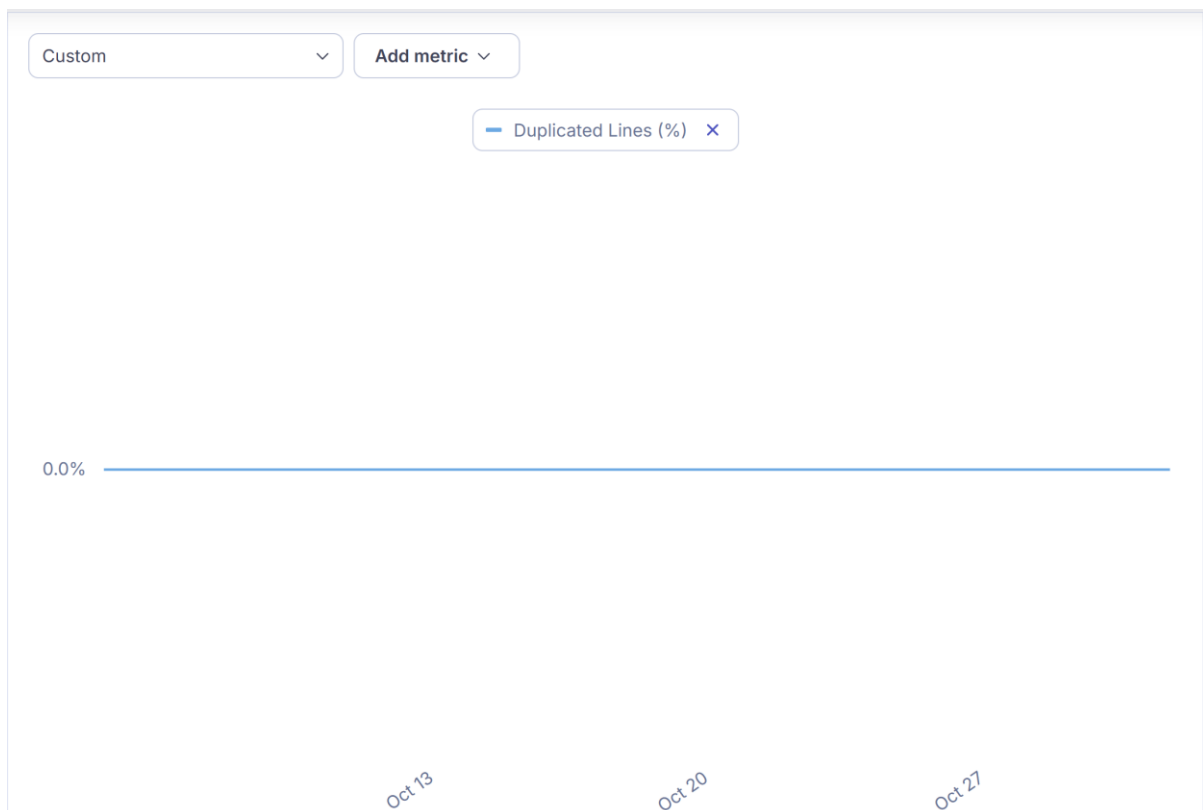 Custom
Add metric
Duplicated Lines (%)
0.0%
Oct 13
Oct 20
Oct 27